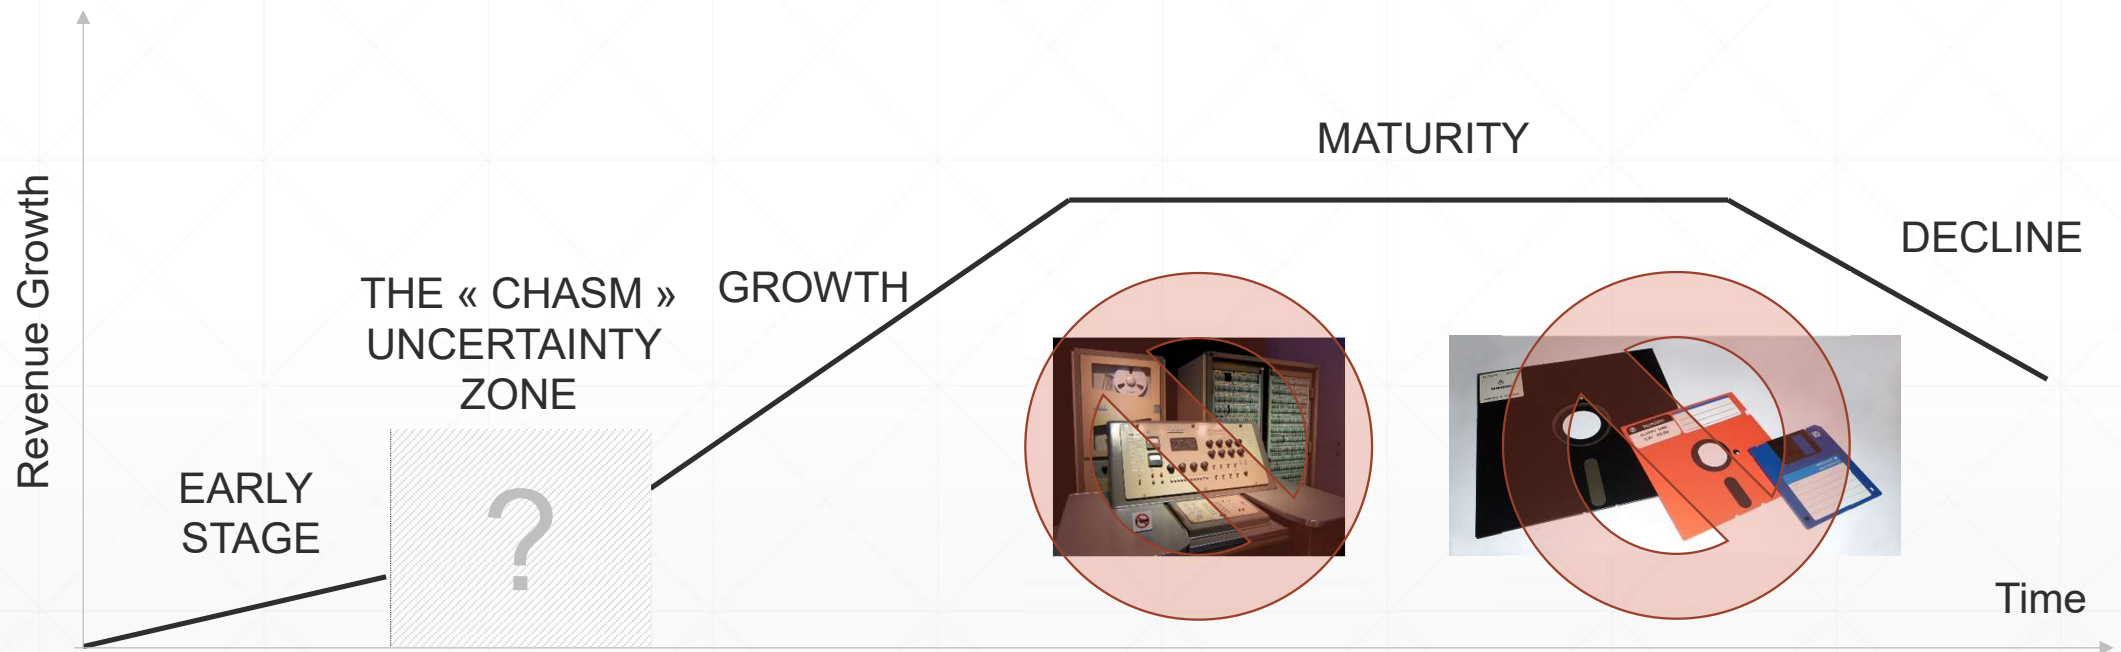 MATURITY
DECLINE
THE « CHASM »
UNCERTAINTY
ZONE
GROWTH
Revenue Growth
EARLY
STAGE
?
Time